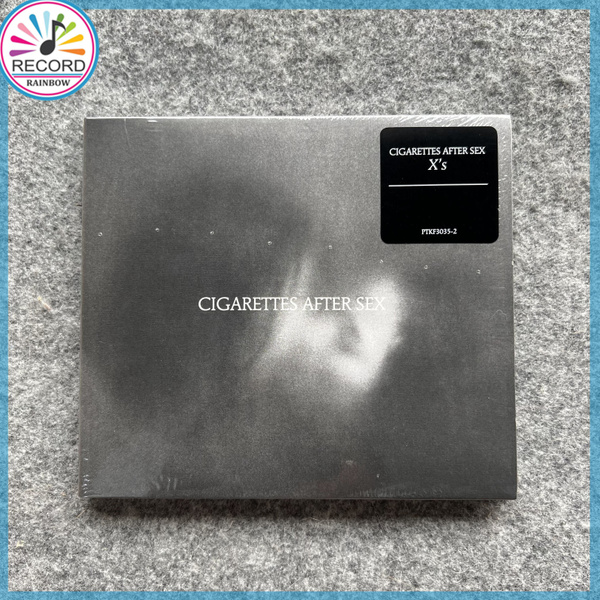 RECORD
RAINBOW
CIGARETTES AFTER SEX
X's
PTKF3035-2
CIGARETTES AFTER SEX